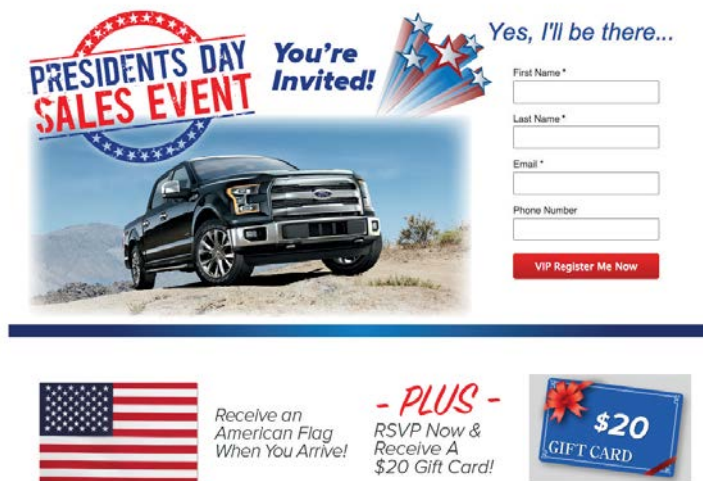 PRESIDENTS DAY
SALES EVENT
You're
Invited!
Yes, I'll be there...
First Name *
Last Name *
Email *
Phone Number
VIP Register Me Now
Ford
Receive an
American Flag
When You Arrive!
- PLUS -
RSVP Now &
Receive A
$20 Gift Card!
$20
GIFT CARD